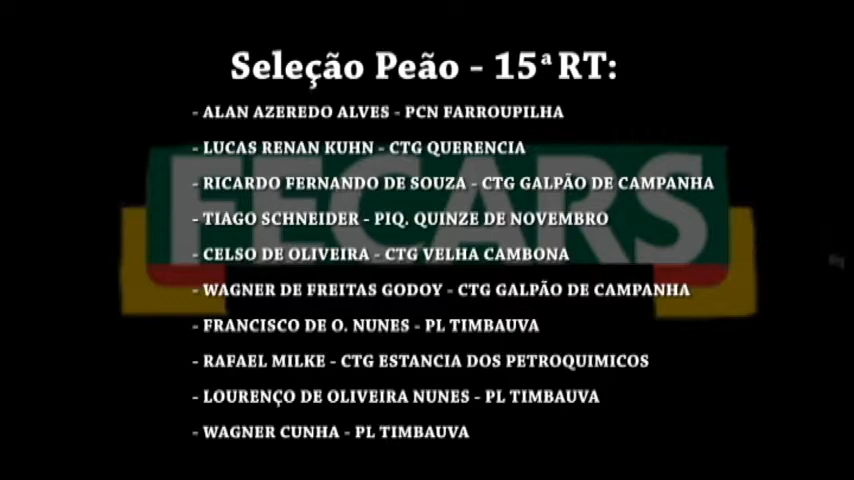 Seleção Peão - 15ª RT:
- ALAN AZEREDO ALVES - PCN FARROUPILHA
- LUCAS RENAN KUHN - CTG QUERENCIA
FECARS
- RICARDO FERNANDO DE SOUZA - CTG GALPÃO DE CAMPANHA
- TIAGO SCHNEIDER - PIQ. QUINZE DE NOVEMBRO
- CELSO DE OLIVEIRA - CTG VELHA CAMBONA
- WAGNER DE FREITAS GODOY - CTG GALPÃO DE CAMPANHA
- FRANCISCO DE O. NUNES - PL TIMBAUVA
- RAFAEL MILKE - CTG ESTANCIA DOS PETROQUIMICOS
- LOURENÇO DE OLIVEIRA NUNES - PL TIMBAUVA
- WAGNER CUNHA - PL TIMBAUVA